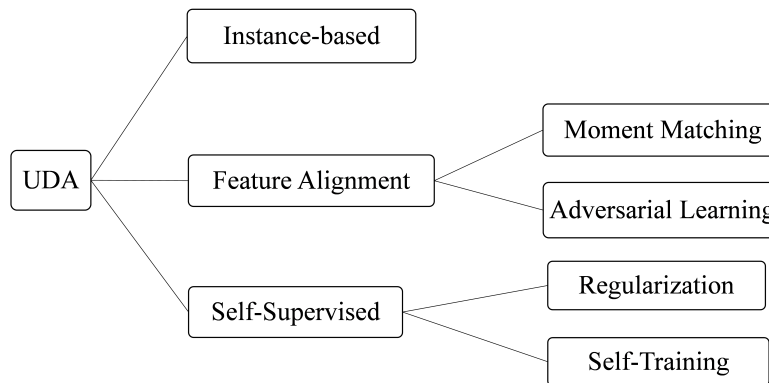 Instance-based
Moment Matching
UDA
Feature Alignment
Adversarial Learning
Regularization
Self-Supervised
Self-Training